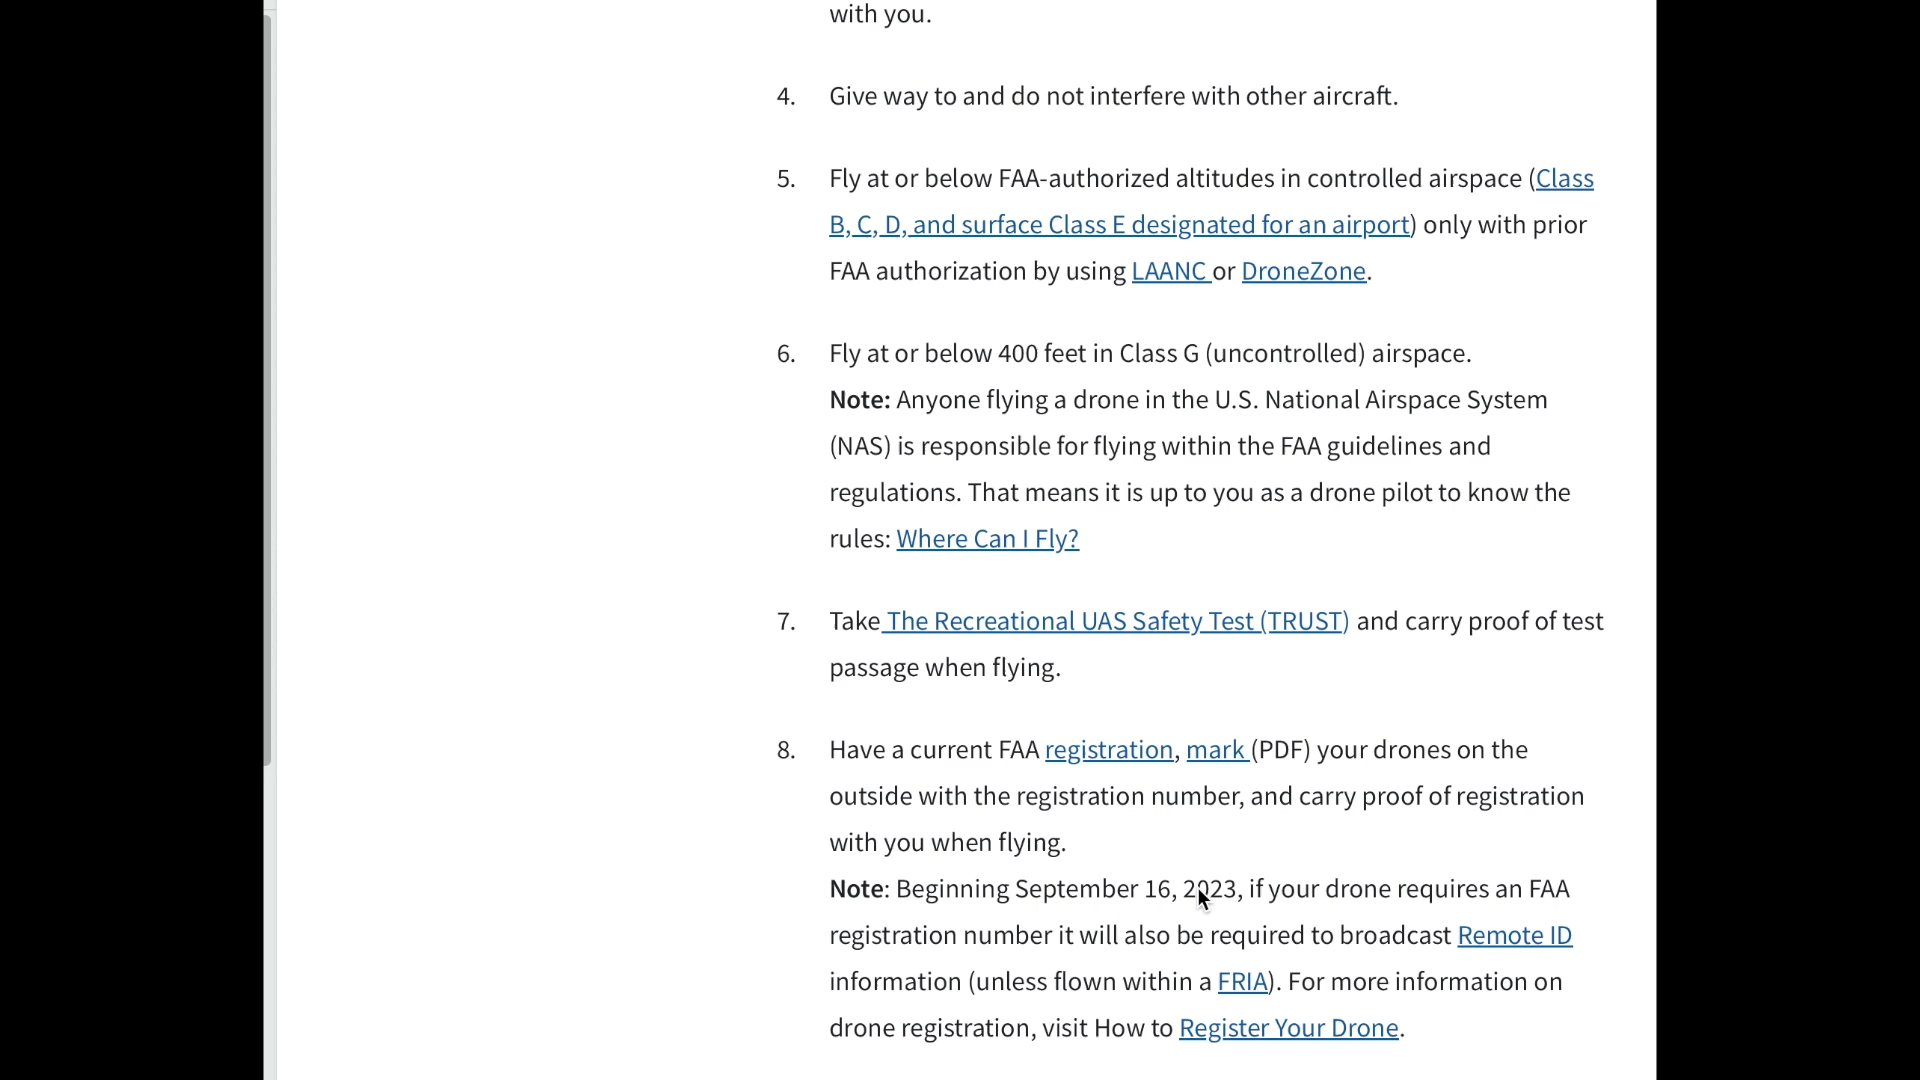 with you.
4. Give way to and do not interfere with other aircraft.
5. Fly at or below FAA-authorized altitudes in controlled airspace (Class
B, C, D, and surface Class E designated for an airport) only with prior
FAA authorization by using LAANC or DroneZone.
6. Fly at or below 400 feet in Class G (uncontrolled) airspace.
Note: Anyone flying a drone in the U.S. National Airspace System
(NAS) is responsible for flying within the FAA guidelines and
regulations. That means it is up to you as a drone pilot to know the
rules: Where Can I Fly?
7. Take The Recreational UAS Safety Test (TRUST) and carry proof of test
passage when flying.
8. Have a current FAA registration, mark (PDF) your drones on the
outside with the registration number, and carry proof of registration
with you when flying.
Note: Beginning September 16, 2023, if your drone requires an FAA
registration number it will also be required to broadcast Remote ID
information (unless flown within a FRIA). For more information on
drone registration, visit How to Register Your Drone.